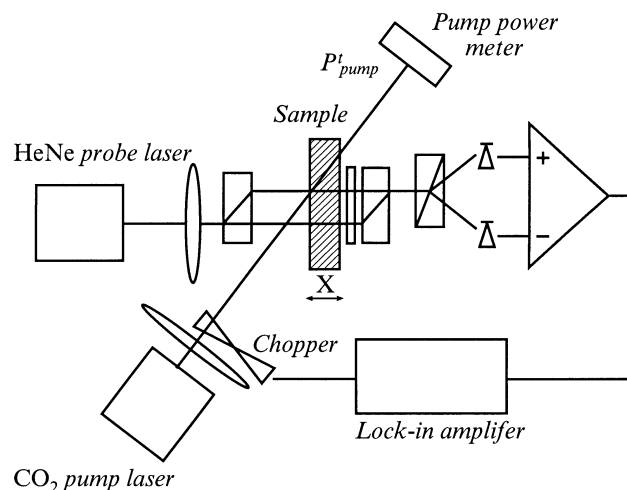 Pump power
meter
P^t_pump
Sample
HeNe probe laser
+
−
X
Chopper
Lock-in amplifer
CO₂ pump laser